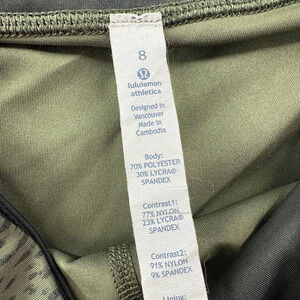 8
lululemon
athletica
Designed in
Vancouver
Made in
Cambodia
Body:
70% POLYESTER
30% LYCRA®
SPANDEX
Contrast1:
77% NYLON
23% LYCRA®
SPANDEX
Contrast2:
91% NYLON
9% SPANDEX
Lining: